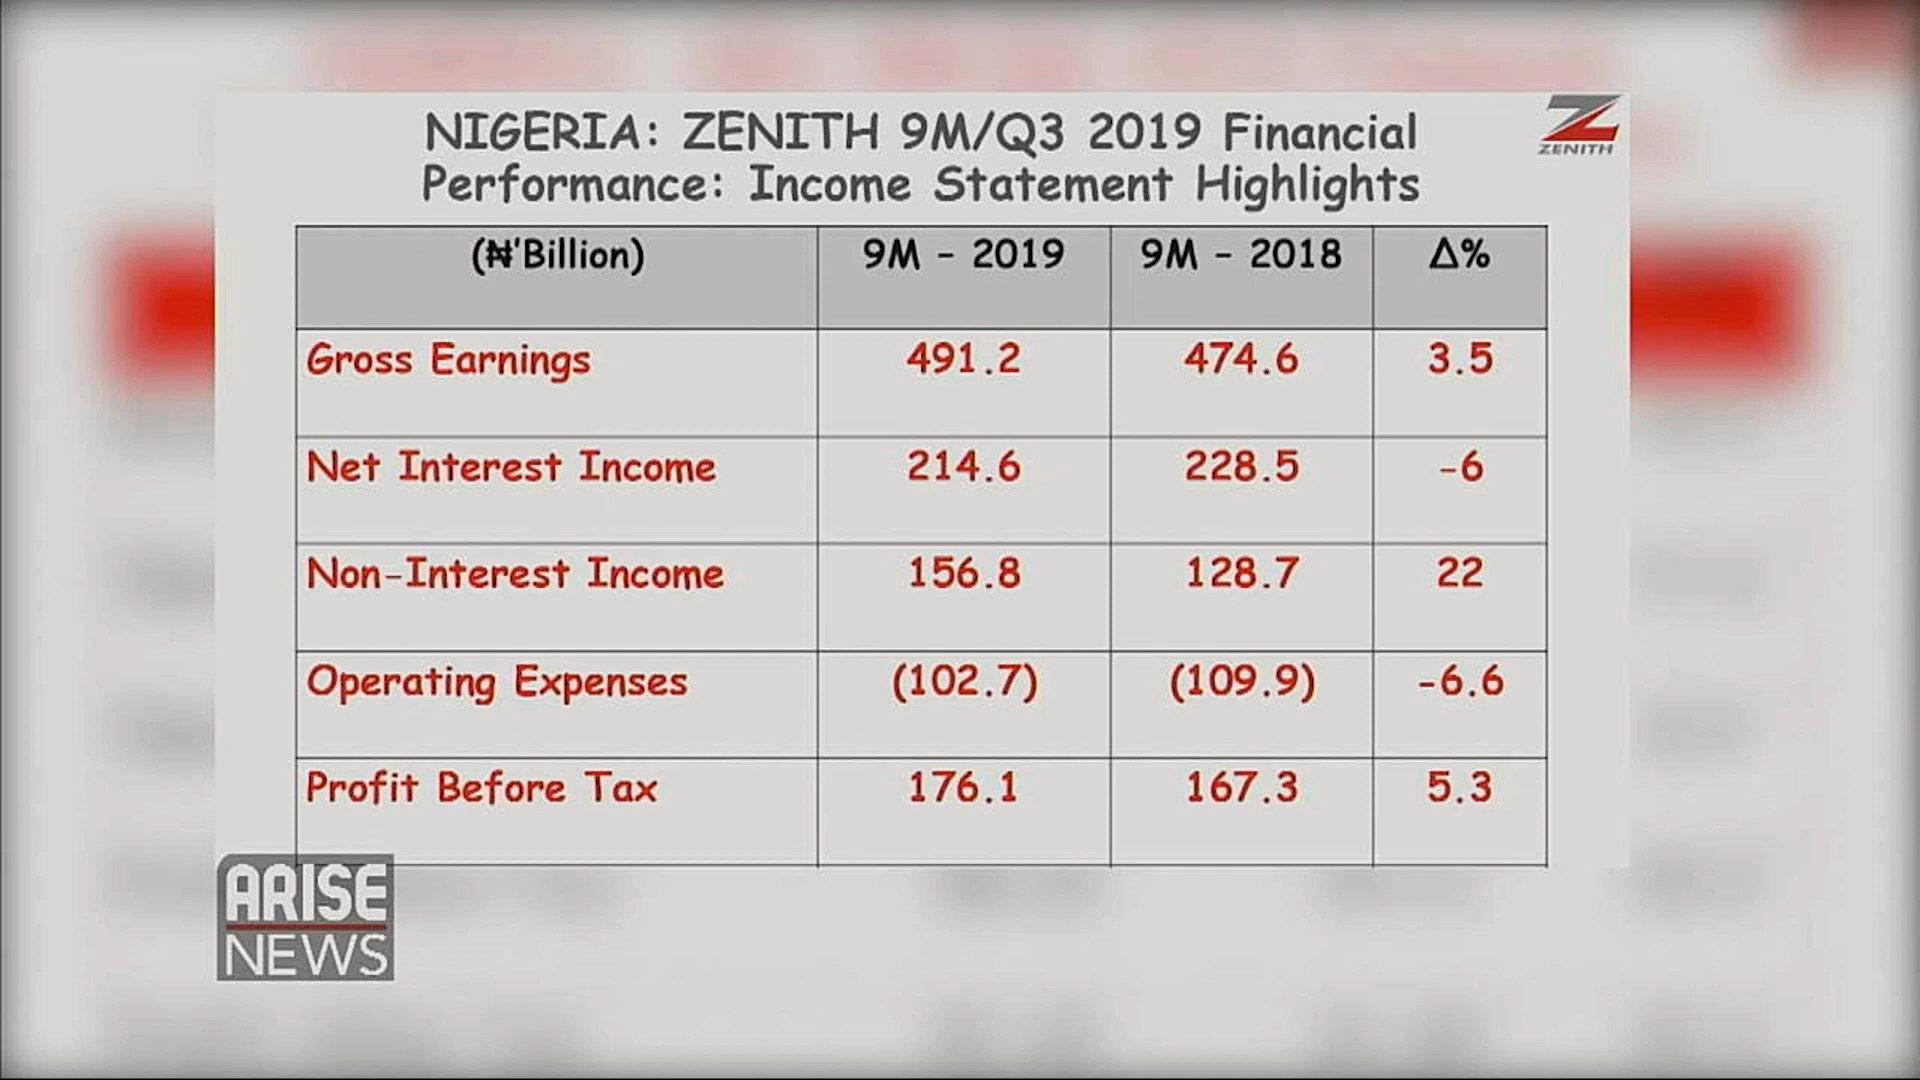 NIGERIA: ZENITH 9M/Q3 2019 Financial
Performance: Income Statement Highlights
ZENITH
(₦'Billion) 9M - 2019 9M - 2018 Δ%
Gross Earnings 491.2 474.6 3.5
Net Interest Income 214.6 228.5 -6
Non-Interest Income 156.8 128.7 22
Operating Expenses (102.7) (109.9) -6.6
Profit Before Tax 176.1 167.3 5.3
ARISE
NEWS